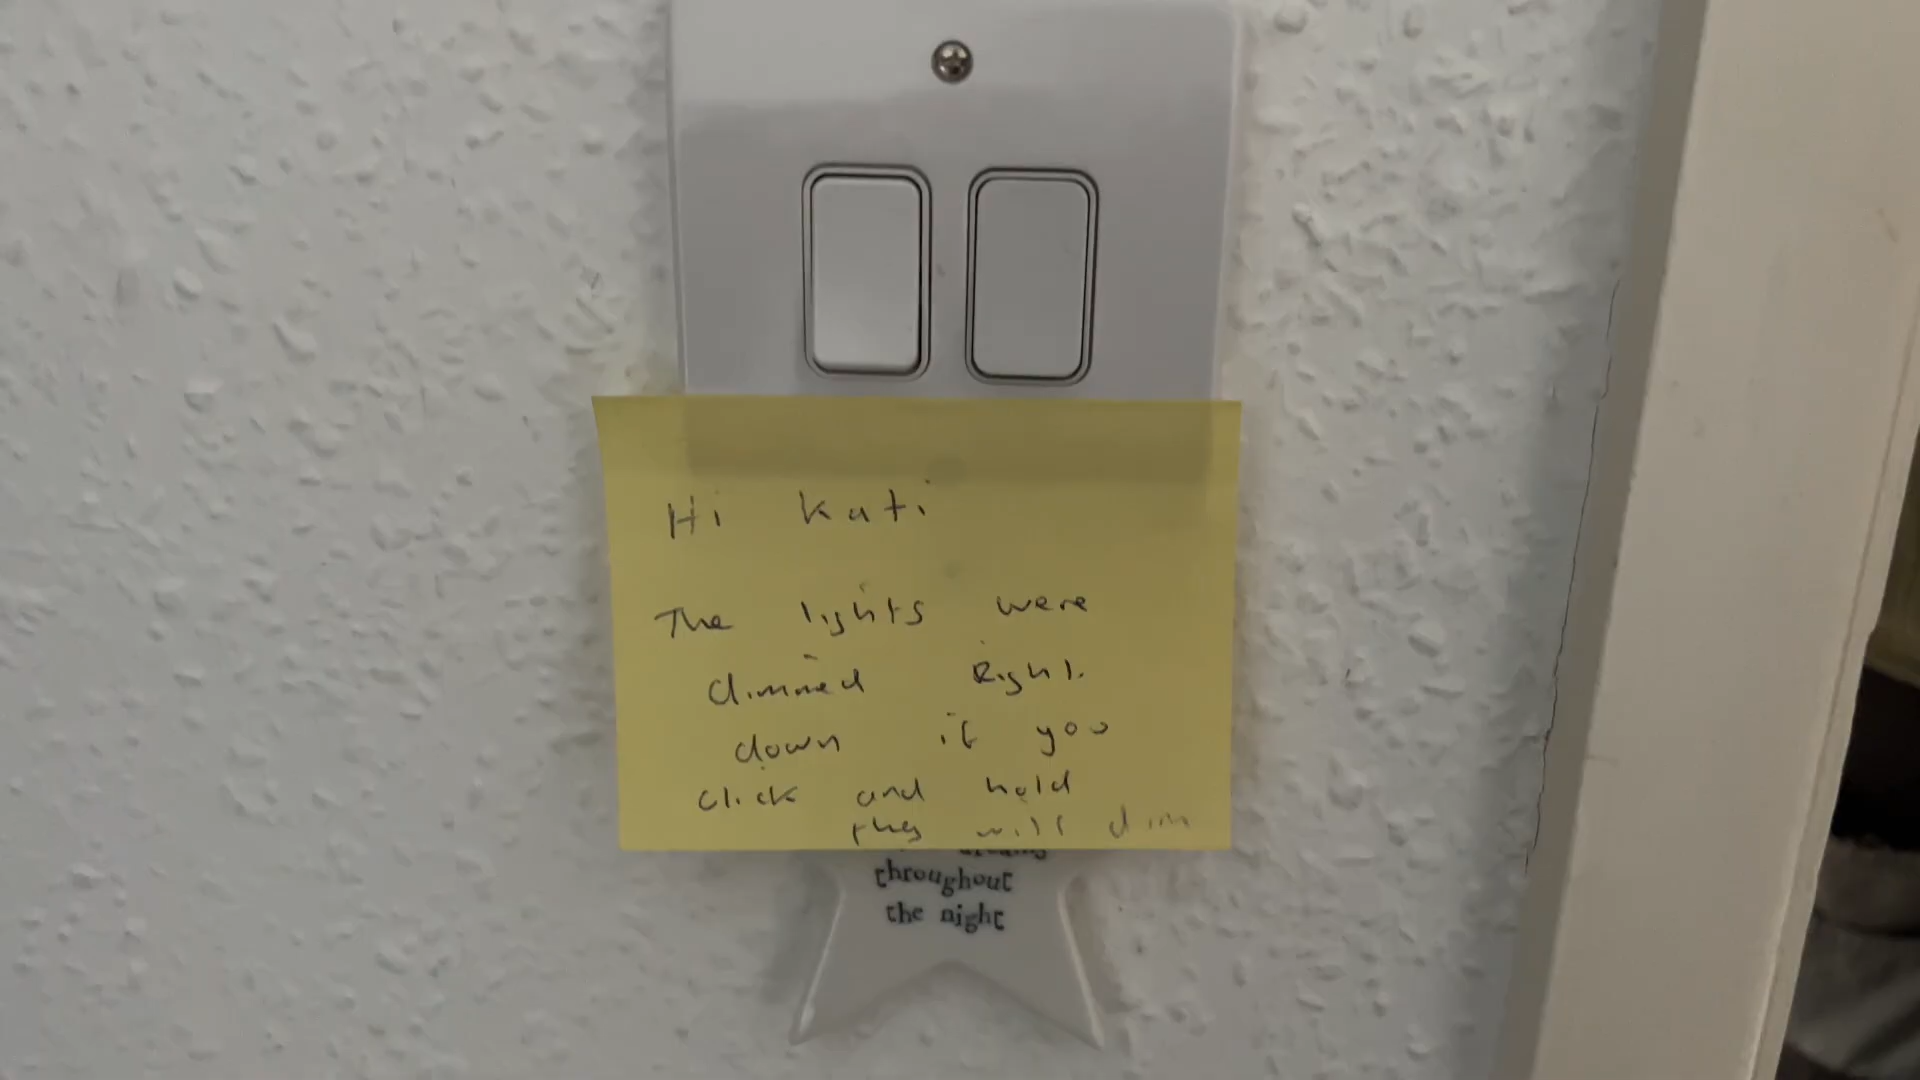 Hi Kati
The lights were
dimmed Right
down if you
click and hold
they will dim
throughout
the night